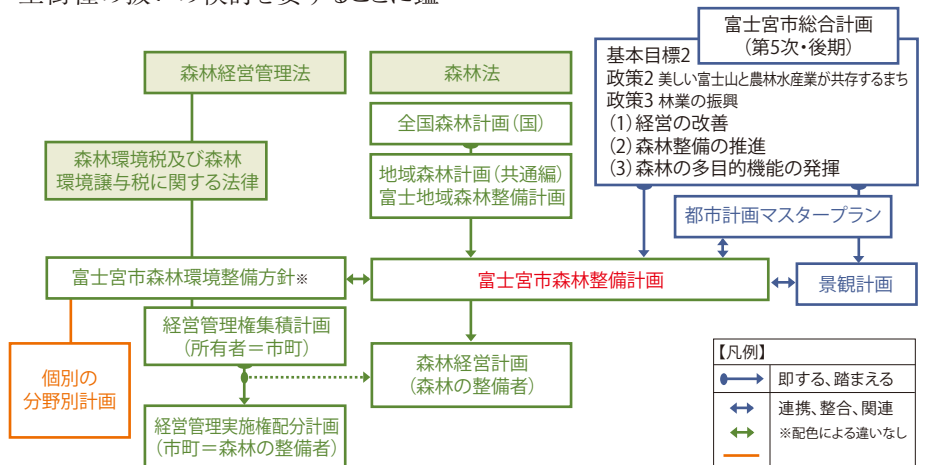 富士宮市総合計画
(第5次・後期)
基本目標2
政策2 美しい富士山と農林水産業が共存するまち
政策3 林業の振興
(1)経営の改善
(2)森林整備の推進
(3)森林の多目的機能の発揮
森林経営管理法
森林法
全国森林計画(国)
森林環境税及び森林
環境譲与税に関する法律
地域森林計画(共通編)
富士地域森林整備計画
都市計画マスタープラン
富士宮市森林環境整備方針※
富士宮市森林整備計画
景観計画
経営管理権集積計画
(所有者=市町)
個別の
分野別計画
森林経営計画
(森林の整備者)
経営管理実施権配分計画
(市町=森林の整備者)
【凡例】
即する、踏まえる
連携、整合、関連
※配色による違いなし